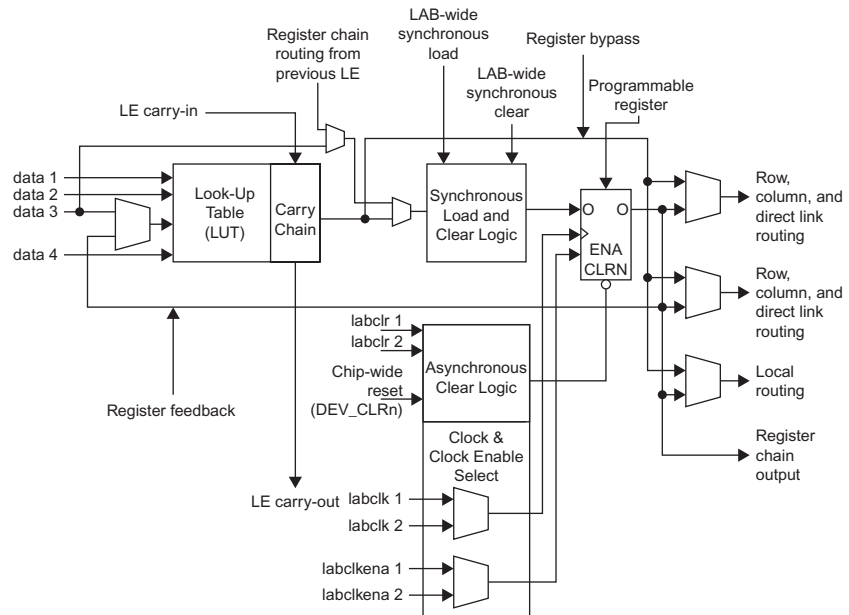 LAB-wide
synchronous
load
Register chain
routing from
previous LE
Register bypass
LAB-wide
synchronous
clear
Programmable
register
LE carry-in
data 1
data 2
data 3
data 4
Look-Up
Table
(LUT)
Carry
Chain
Synchronous
Load and
Clear Logic
O O
ENA
CLRN
Row,
column, and
direct link
routing
Row,
column, and
direct link
routing
labclr 1
labclr 2
Chip-wide
reset
(DEV_CLRn)
Asynchronous
Clear Logic
Local
routing
Register feedback
Clock &
Clock Enable
Select
Register
chain
output
LE carry-out
labclk 1
labclk 2
labclkena 1
labclkena 2